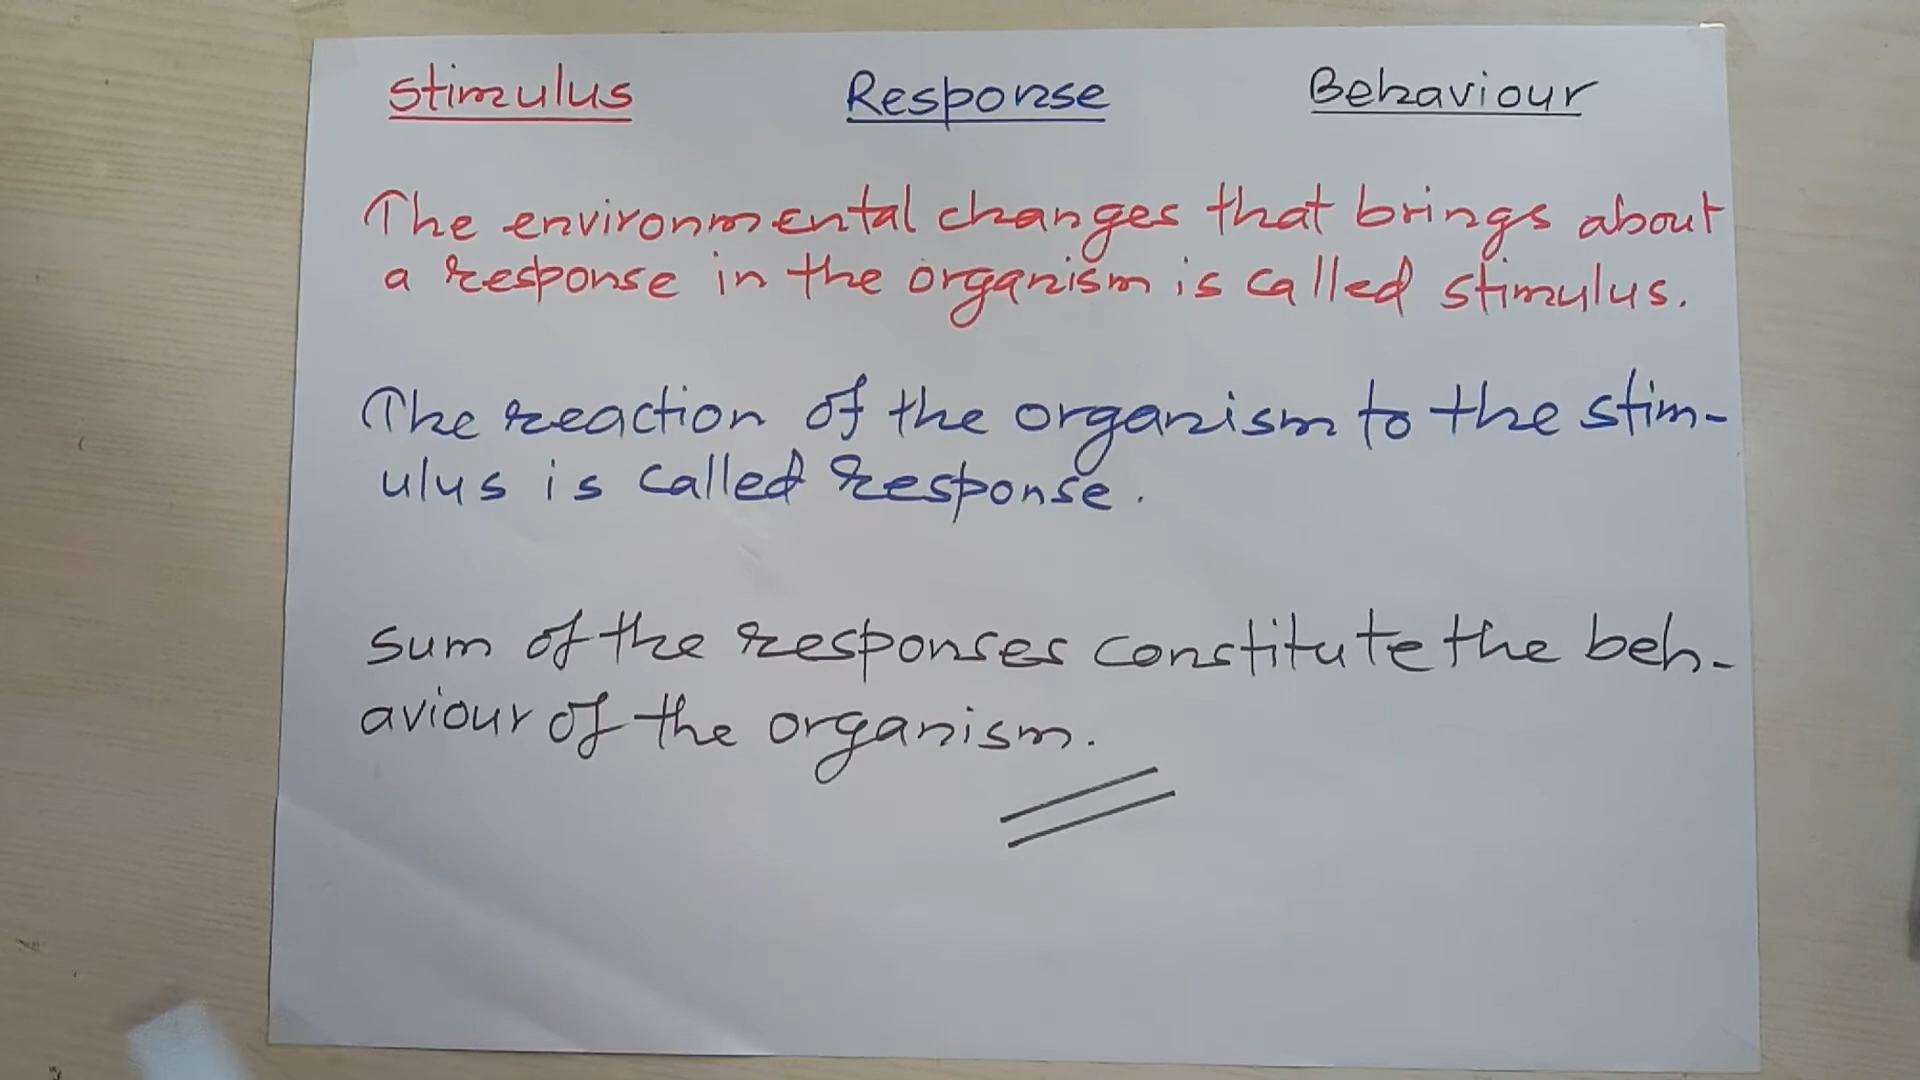 Stimulus Response Behaviour
The environmental changes that brings about
a response in the organism is called stimulus.
The reaction of the organism to the stim-
ulus is called response.
Sum of the responses constitute the beh-
aviour of the organism.